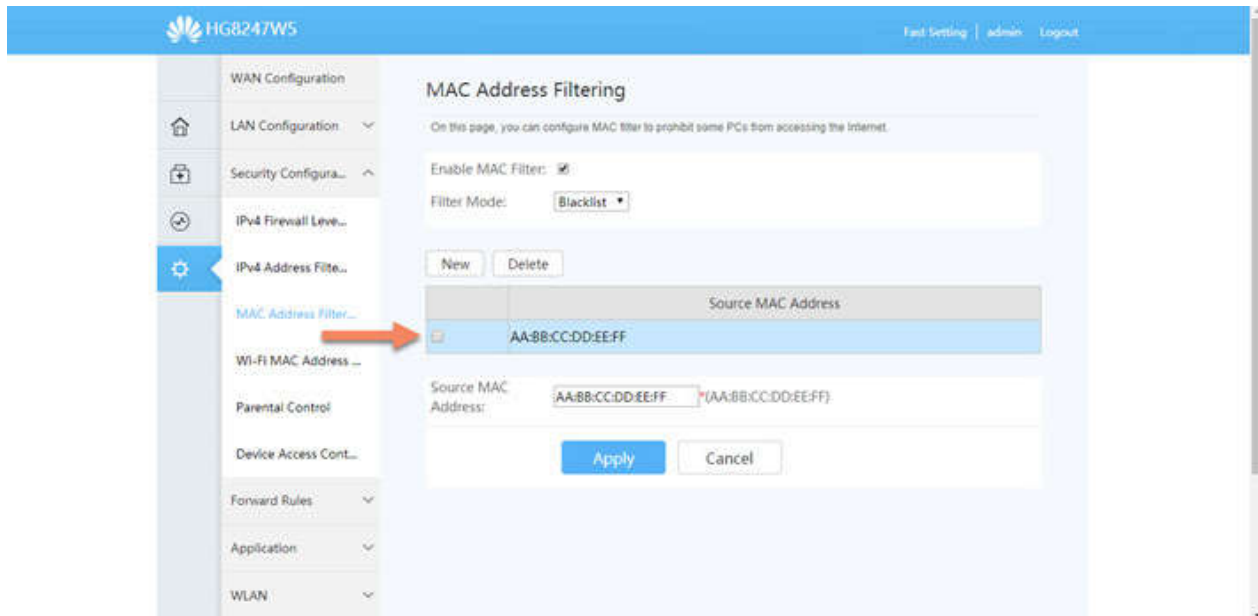 HG8247W5
Fast Setting | admin Logout
WAN Configuration
LAN Configuration
Security Configura...
IPv4 Firewall Leve...
IPv4 Address Filte...
MAC Address Filter...
Wi-Fi MAC Address ...
Parental Control
Device Access Cont...
Forward Rules
Application
WLAN
MAC Address Filtering
On this page, you can configure MAC filter to prohibit some PCs from accessing the Internet.
Enable MAC Filter:
Filter Mode: Blacklist
New Delete
Source MAC Address
AA:BB:CC:DD:EE:FF
Source MAC
Address: AA:BB:CC:DD:EE:FF *(AA:BB:CC:DD:EE:FF)
Apply Cancel